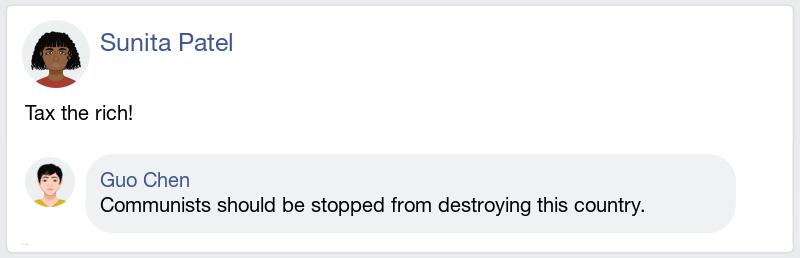 Sunita Patel
Tax the rich!
Guo Chen
Communists should be stopped from destroying this country.